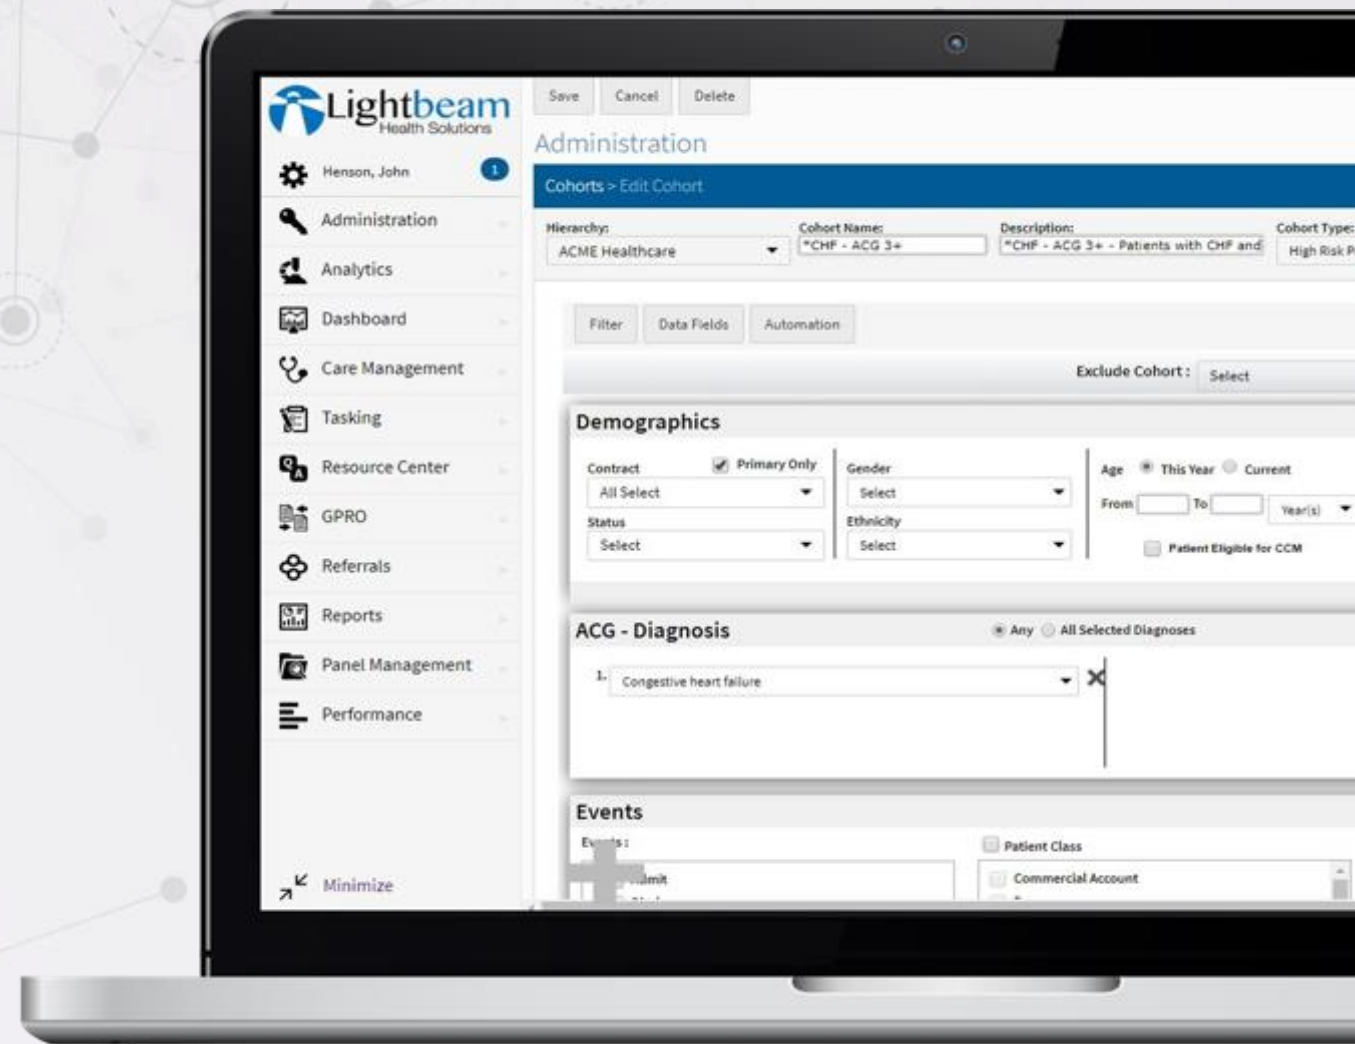 Lightbeam
Health Solutions
Henson, John
1
Administration
Analytics
Dashboard
Care Management
Tasking
Resource Center
GPRO
Referrals
Reports
Panel Management
Performance
Minimize
Save Cancel Delete
Administration
Cohorts > Edit Cohort
Hierarchy: Cohort Name: Description: Cohort Type:
ACME Healthcare *CHF - ACG 3+ *CHF - ACG 3+ - Patients with CHF and High Risk P
Filter Data Fields Automation
Exclude Cohort : Select
Demographics
Contract Primary Only Gender Age This Year Current
All Select Select From To Year(s)
Status Ethnicity
Select Select Patient Eligible for CCM
ACG - Diagnosis Any All Selected Diagnoses
1. Congestive heart failure
Events
Patient Class
Commercial Account